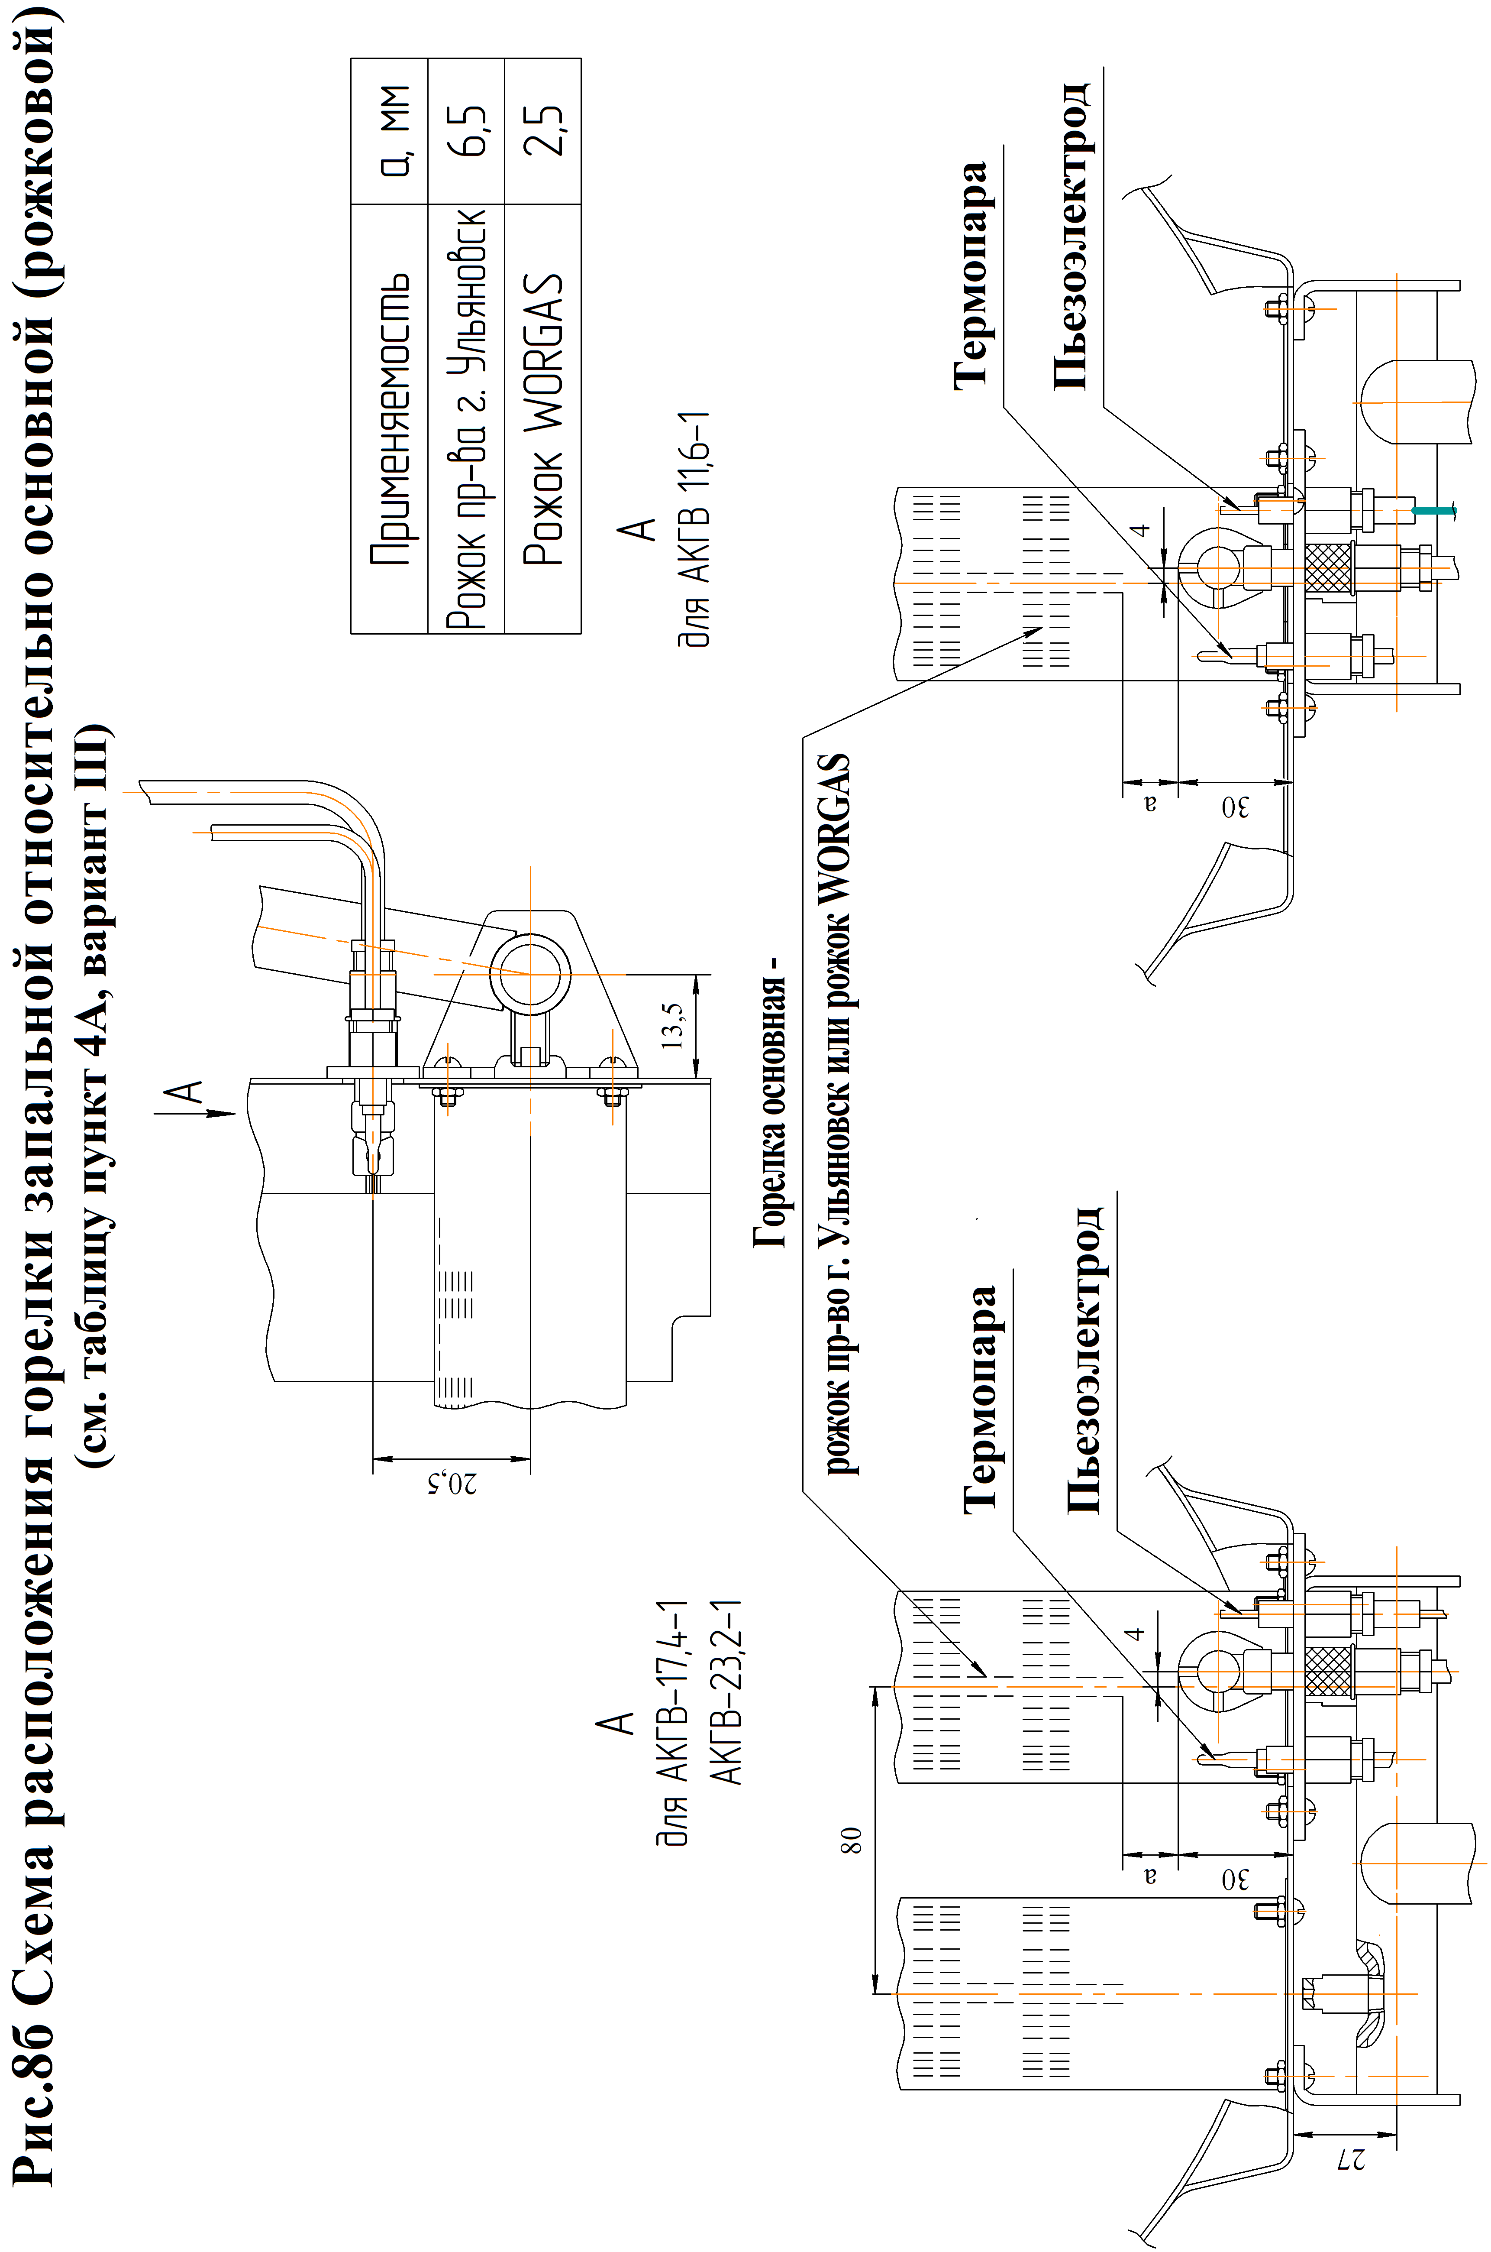 Рис.8б Схема расположения горелки запальной относительно основной (рожковой)
(см. таблицу пункт 4А, вариант III)
Применяемость а, мм
Рожок пр-ва г. Ульяновск 6,5
Рожок WORGAS 2,5
А
20,5
13,5
А
для АКГВ-17,4-1
АКГВ-23,2-1
А
для АКГВ 11,6-1
Горелка основная -
рожок пр-во г. Ульяновск или рожок WORGAS
Термопара
Пьезоэлектрод
80
4
а
30
27
Термопара
Пьезоэлектрод
4
а
30